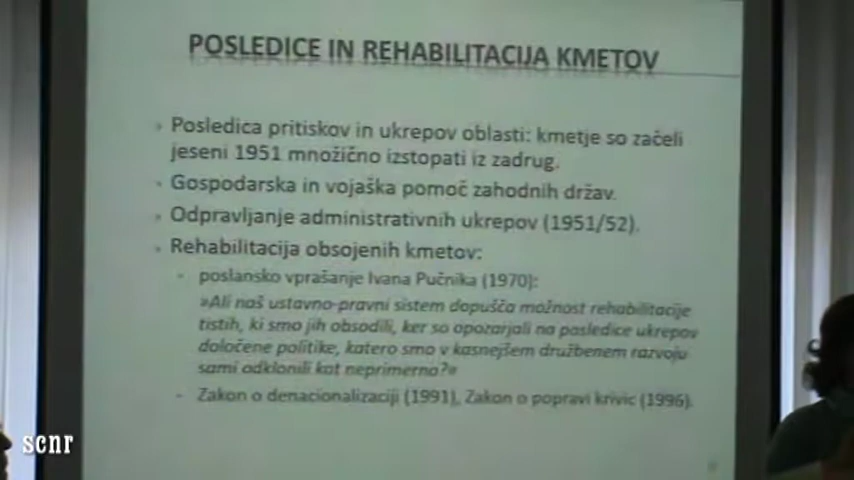 POSLEDICE IN REHABILITACIJA KMETOV
Posledica pritiskov in ukrepov oblasti: kmetje so začeli
jeseni 1951 množično izstopati iz zadrug.
Gospodarska in vojaška pomoč zahodnih držav.
Odpravljanje administrativnih ukrepov (1951/52).
Rehabilitacija obsojenih kmetov:
- poslansko vprašanje Ivana Pučnika (1970):
»Ali naš ustavno-pravni sistem dopušča možnost rehabilitacije
tistih, ki smo jih obsodili, ker so opozarjali na posledice ukrepov
določene politike, katero smo v kasnejšem družbenem razvoju
sami odklonili kot neprimerno?«
- Zakon o denacionalizaciji (1991), Zakon o popravi krivic (1996).
scnr